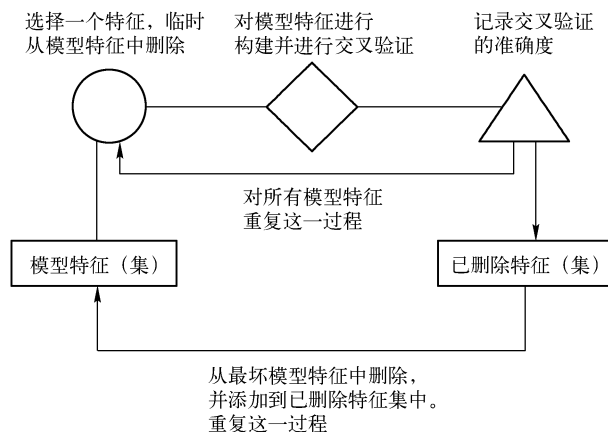 选择一个特征，临时
从模型特征中删除
对模型特征进行
构建并进行交叉验证
记录交叉验证
的准确度
对所有模型特征
重复这一过程
模型特征（集）
已删除特征（集）
从最坏模型特征中删除，
并添加到已删除特征集中。
重复这一过程